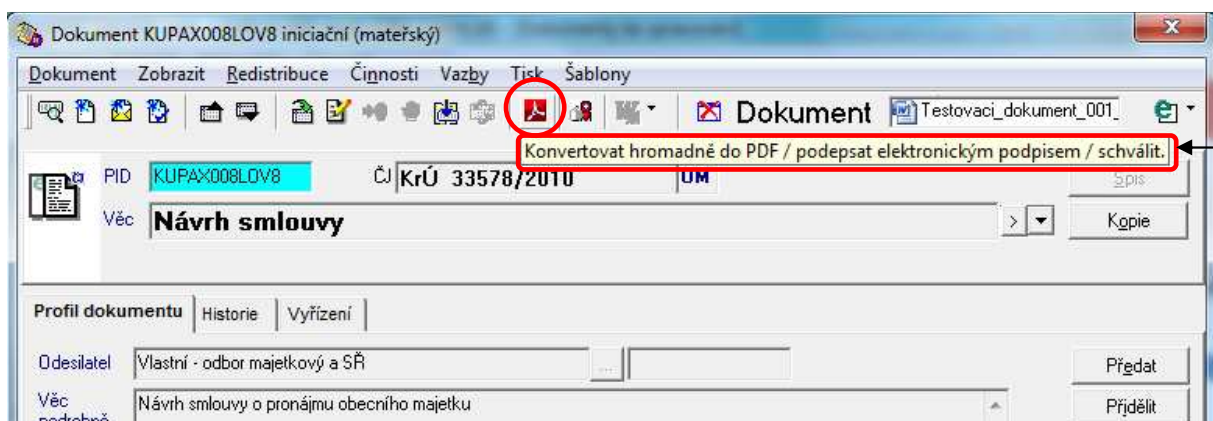 Dokument KUPAX008LOV8 iniciační (mateřský)
Dokument Zobrazit Redistribuce Činnosti Vazby Tisk Šablony
Dokument Testovaci_dokument_001_
Konvertovat hromadně do PDF / podepsat elektronickým podpisem / schválit.
PID KUPAX008LOV8 ČJ KrÚ 33578/2010 OM Spis
Věc Návrh smlouvy > Kopie
Profil dokumentu Historie Vyřízení
Odesilatel Vlastní - odbor majetkový a SŘ ... Předat
Věc Návrh smlouvy o pronájmu obecního majetku Přidělit
podrobně